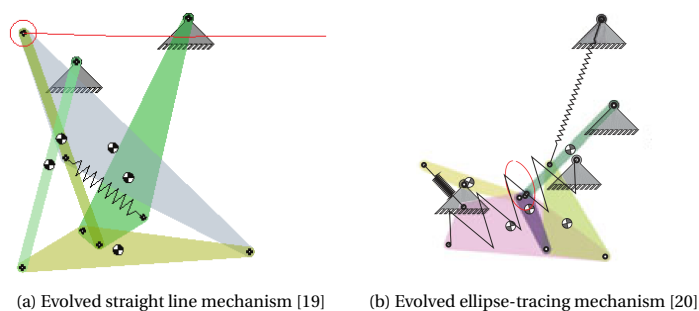 (a) Evolved straight line mechanism [19]
(b) Evolved ellipse-tracing mechanism [20]